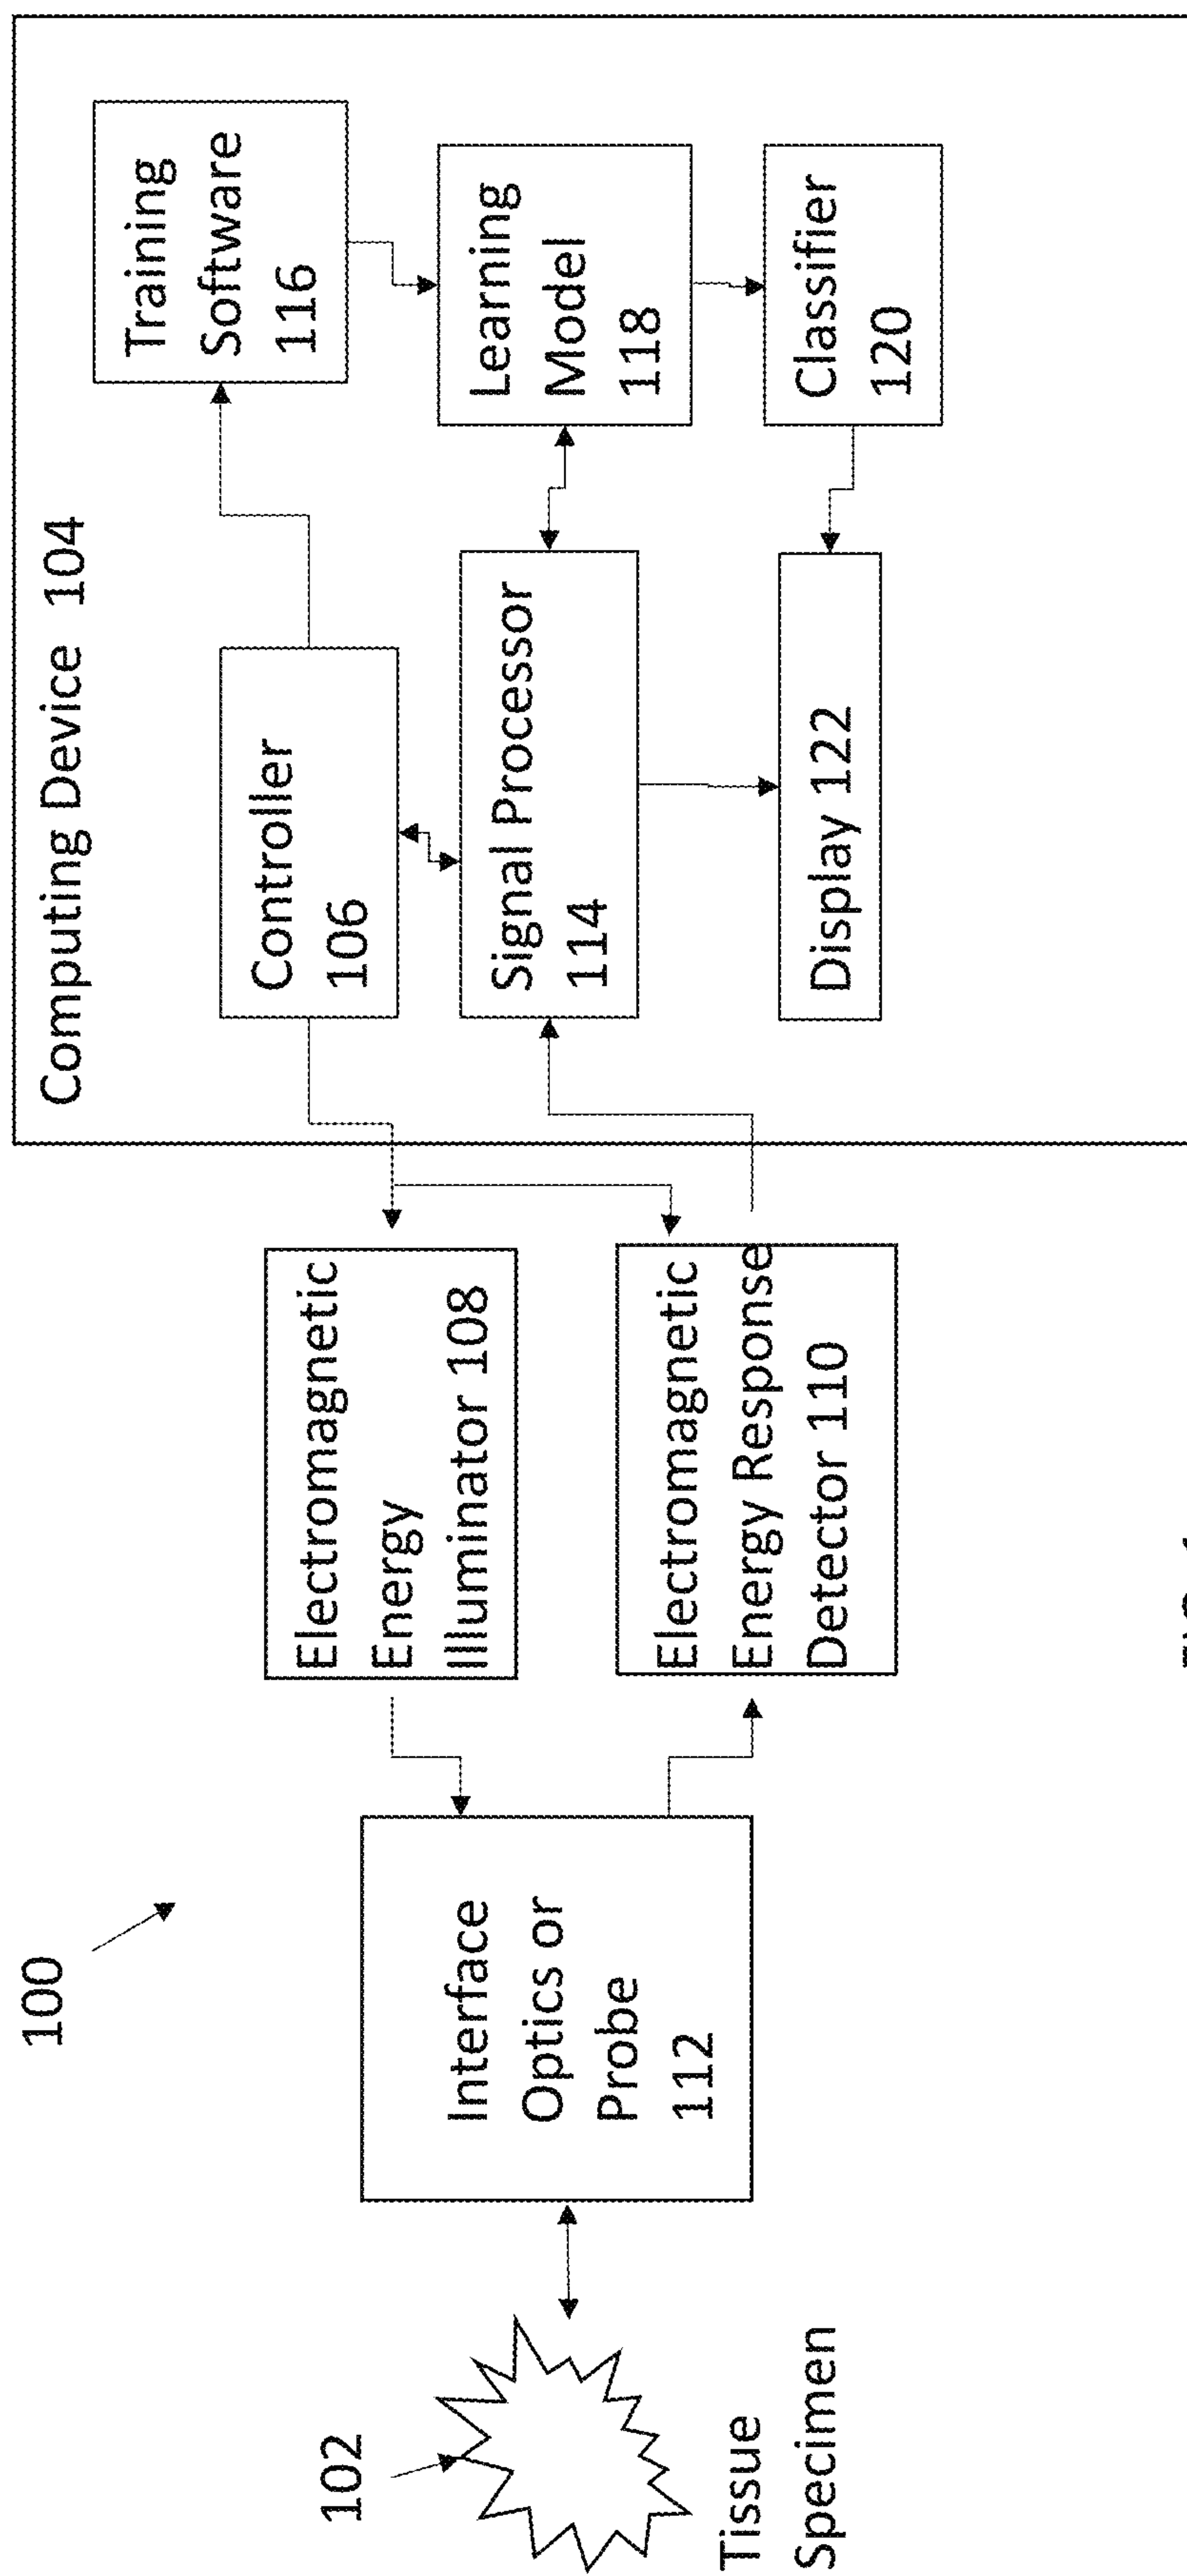 100
Computing Device 104
Training
Software
116
Controller
106
Electromagnetic
Energy
Illuminator 108
Interface
Optics or
Probe
112
102
Learning
Model
118
Signal Processor
114
Electromagnetic
Energy Response
Detector 110
Tissue
Specimen
Classifier
120
Display 122